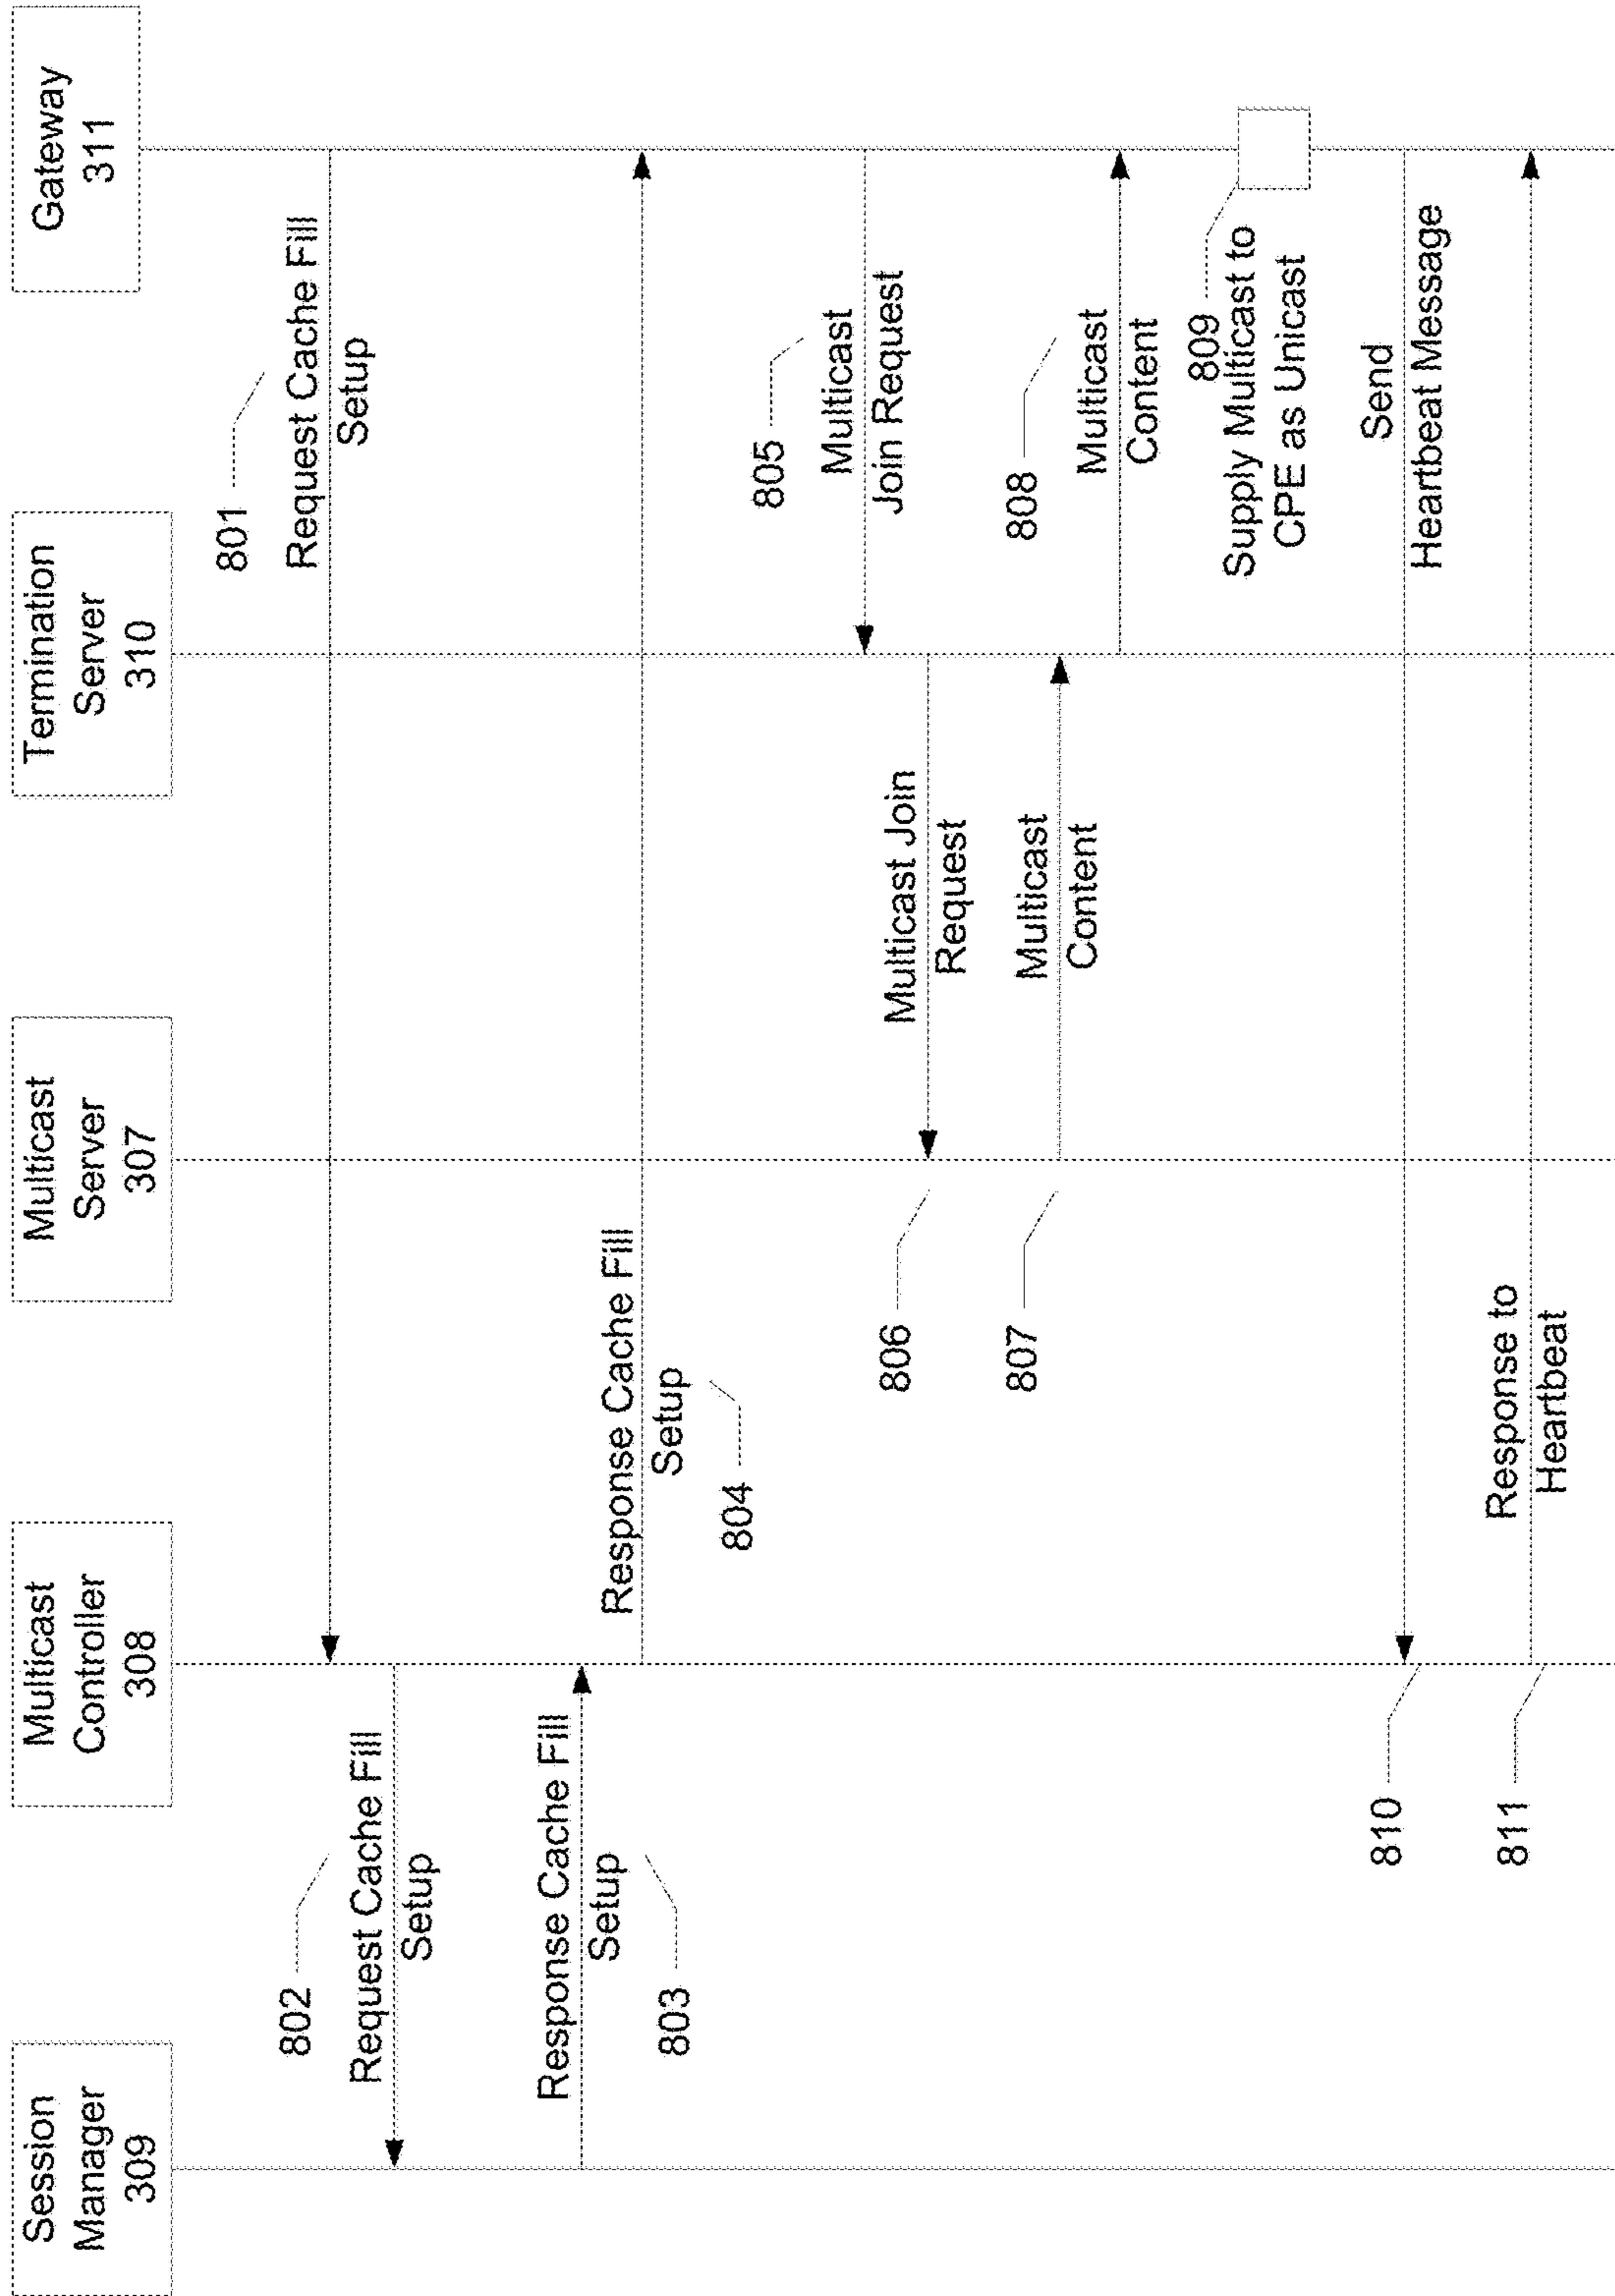 Session
Manager
309
Multicast
Controller
308
Multicast
Server
307
Termination
Server
310
Gateway
311
801
Request Cache Fill
Setup
802
Request Cache Fill
Setup
Response Cache Fill
Setup
803
Response Cache Fill
Setup
804
805
Multicast
Join Request
Multicast Join
Request
806
Multicast
Content
807
808
Multicast
Content
809
Supply Multicast to
CPE as Unicast
Send
Heartbeat Message
810
Response to
Heartbeat
811